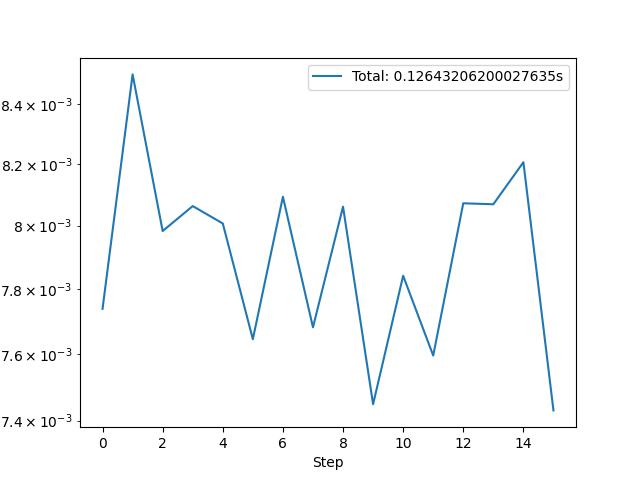 Total: 0.12643206200027635s
8.4 × 10⁻³
8.2 × 10⁻³
8 × 10⁻³
7.8 × 10⁻³
7.6 × 10⁻³
7.4 × 10⁻³
0 2 4 6 8 10 12 14
Step